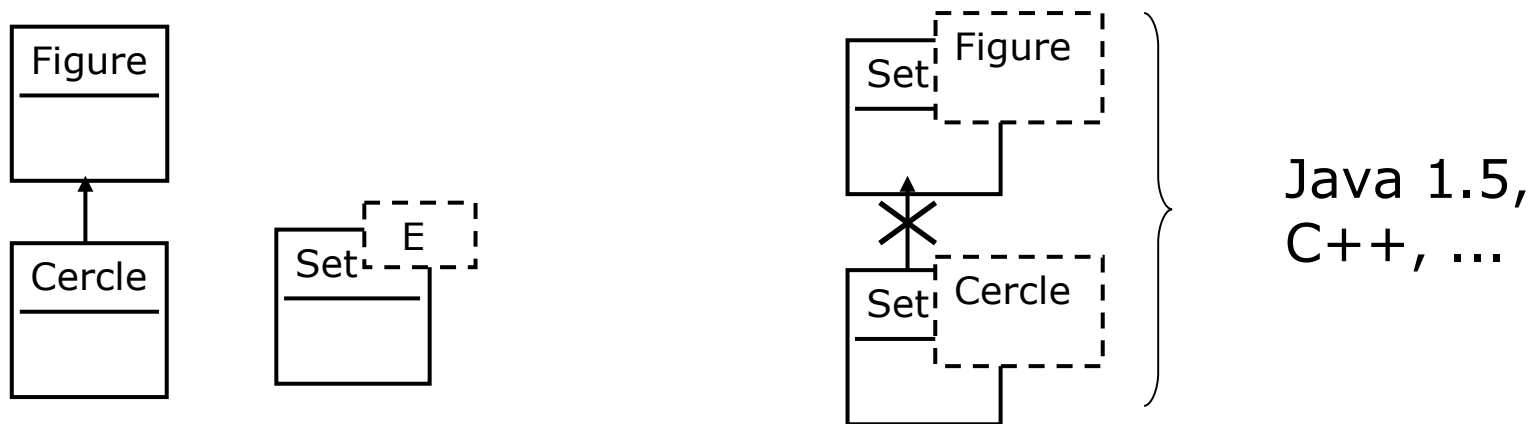 Figure
Cercle
E
Set
Figure
Set
Cercle
Set
Java 1.5,
C++, ...